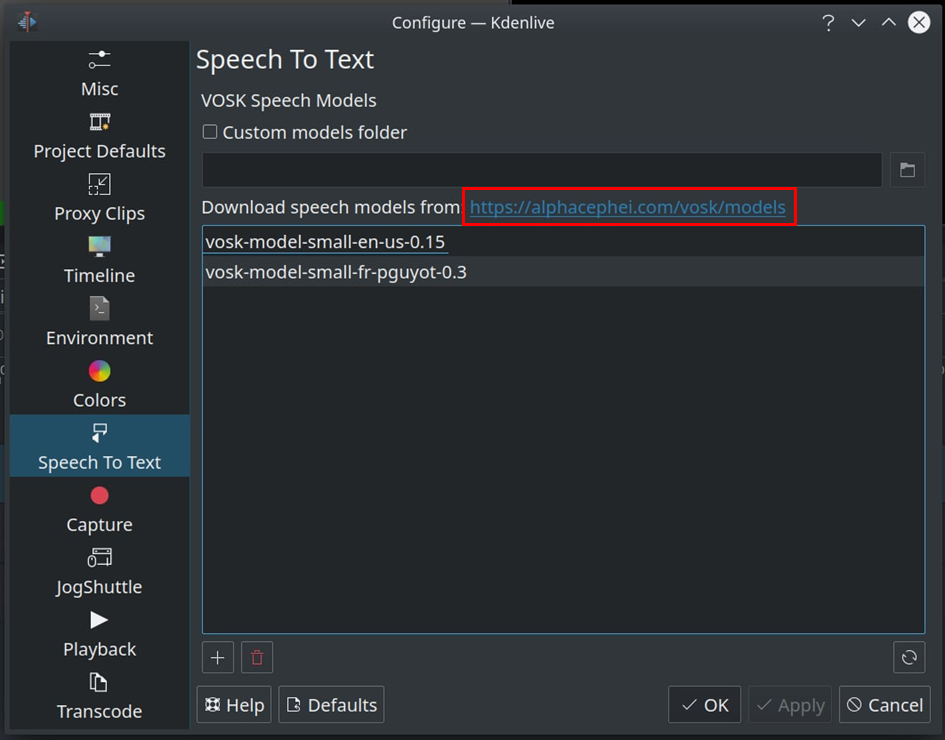 Configure — Kdenlive
Misc
Project Defaults
Proxy Clips
Timeline
Environment
Colors
Speech To Text
Capture
JogShuttle
Playback
Transcode
Speech To Text
VOSK Speech Models
Custom models folder
Download speech models from: https://alphacephei.com/vosk/models
vosk-model-small-en-us-0.15
vosk-model-small-fr-pguyot-0.3
Help Defaults OK Apply Cancel